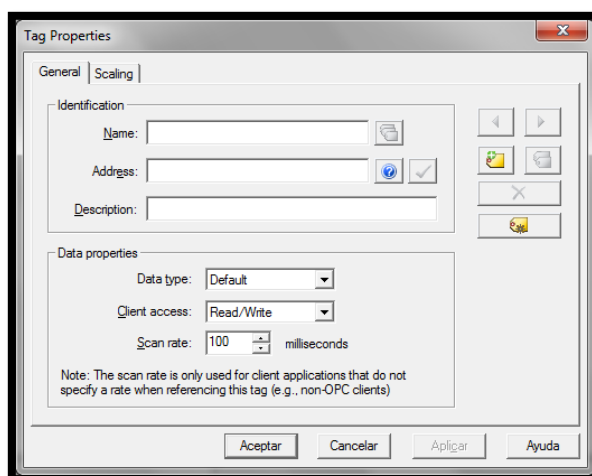 Tag Properties
General
Scaling
Identification
Name:
Address:
Description:
Data properties
Data type: Default
Client access: Read/Write
Scan rate: 100 milliseconds
Note: The scan rate is only used for client applications that do not
specify a rate when referencing this tag (e.g., non-OPC clients)
Aceptar
Cancelar
Aplicar
Ayuda